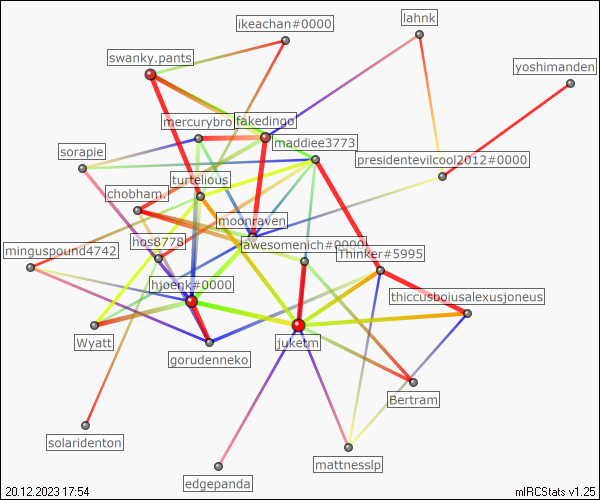 ikeachan#0000
lahnk
swanky.pants
yoshimanden
mercurybro
fakedingo
maddiee3773
sorapie
presidentevilcool2012#0000
turtelious
chobham
moonraven
hos8778
awesomenich#0000
minguspound4742
Thinker#5995
hjoenk#0000
thiccusboiusalexusjoneus
Wyatt
juketm
gorudenneko
Bertram
solaridenton
mattnesslp
edgepanda
20.12.2023 17:54
mIRCStats v1.25